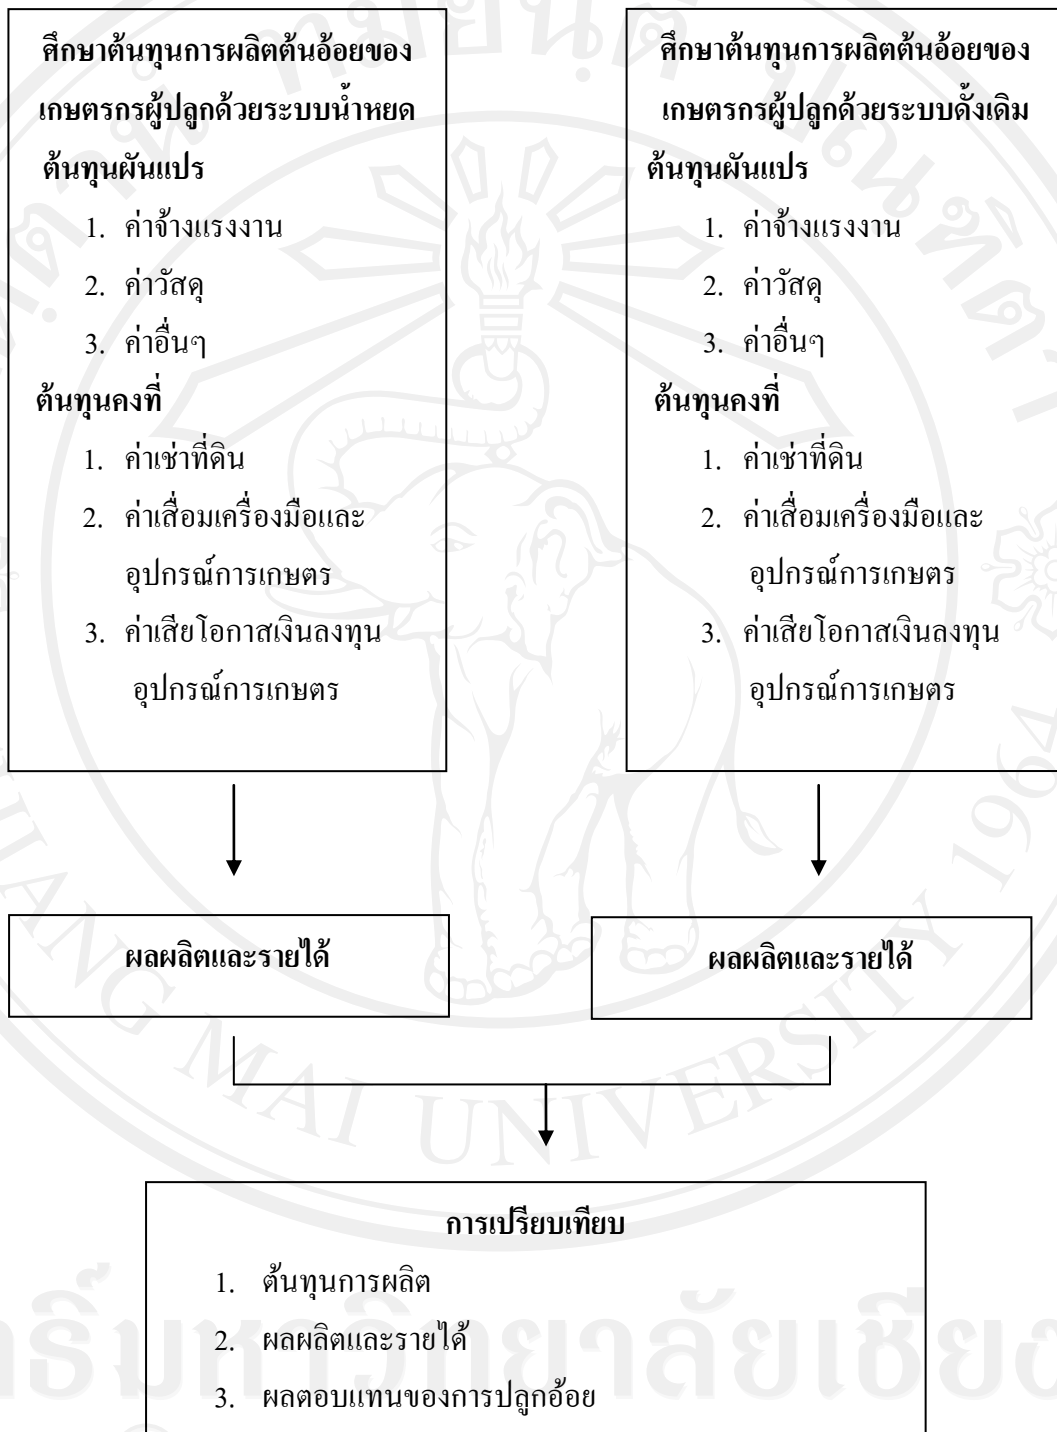 ศึกษาต้นทุนการผลิตต้นอ้อยของ
เกษตรกรผู้ปลูกด้วยระบบน้ำหยด
ต้นทุนผันแปร
1. ค่าจ้างแรงงาน
2. ค่าวัสดุ
3. ค่าอื่นๆ
ต้นทุนคงที่
1. ค่าเช่าที่ดิน
2. ค่าเสื่อมเครื่องมือและ
อุปกรณ์การเกษตร
3. ค่าเสียโอกาสเงินลงทุน
อุปกรณ์การเกษตร
ศึกษาต้นทุนการผลิตต้นอ้อยของ
เกษตรกรผู้ปลูกด้วยระบบดั้งเดิม
ต้นทุนผันแปร
1. ค่าจ้างแรงงาน
2. ค่าวัสดุ
3. ค่าอื่นๆ
ต้นทุนคงที่
1. ค่าเช่าที่ดิน
2. ค่าเสื่อมเครื่องมือและ
อุปกรณ์การเกษตร
3. ค่าเสียโอกาสเงินลงทุน
อุปกรณ์การเกษตร
ผลผลิตและรายได้
ผลผลิตและรายได้
การเปรียบเทียบ
1. ต้นทุนการผลิต
2. ผลผลิตและรายได้
3. ผลตอบแทนของการปลูกอ้อย
IANG MAI UNIVERSITY 1964
มหาวิทยาลัยเชียง